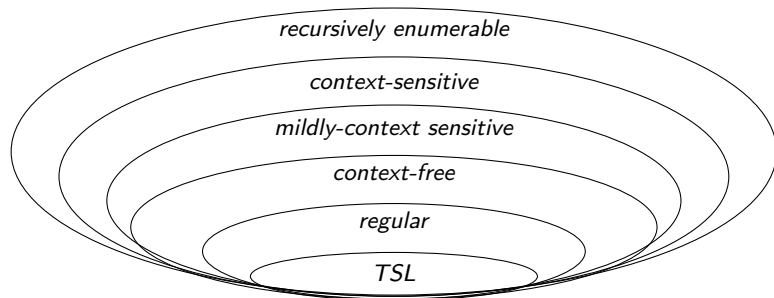 recursively enumerable
context-sensitive
mildly-context sensitive
context-free
regular
TSL